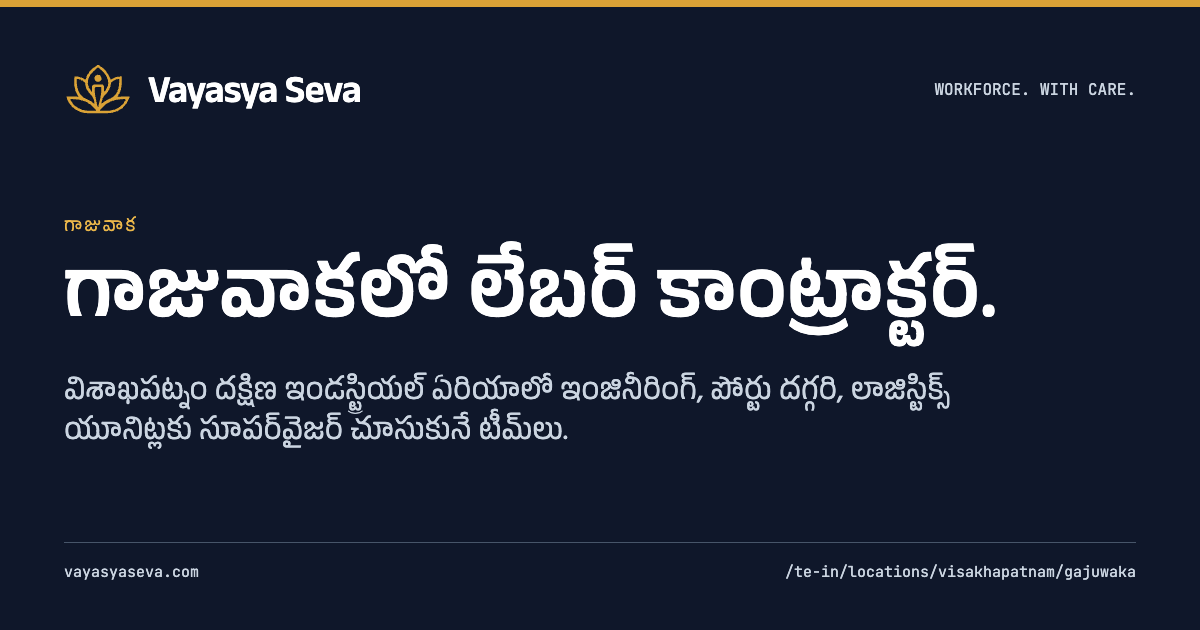 Vayasya Seva
WORKFORCE. WITH CARE.
గాజువాక
గాజువాకలో లేబర్ కాంట్రాక్టర్.
విశాఖపట్నం దక్షిణ ఇండస్ట్రియల్ ఏరియాలో ఇంజినీరింగ్, పోర్టు దగ్గరి, లాజిస్టిక్స్
యూనిట్లకు సూపర్‌వైజర్ చూసుకునే టీమ్‌లు.
vayasyaseva.com
/te-in/locations/visakhapatnam/gajuwaka